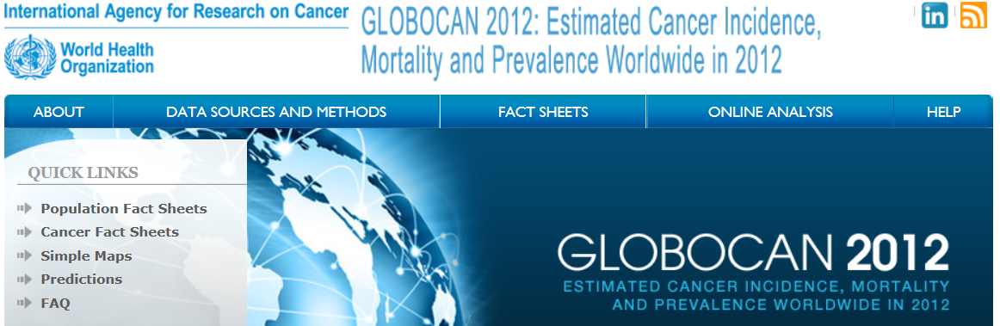 International Agency for Research on Cancer
World Health
Organization
GLOBOCAN 2012: Estimated Cancer Incidence,
Mortality and Prevalence Worldwide in 2012
in
ABOUT
DATA SOURCES AND METHODS
FACT SHEETS
ONLINE ANALYSIS
HELP
QUICK LINKS
Population Fact Sheets
Cancer Fact Sheets
Simple Maps
Predictions
FAQ
GLOBOCAN 2012
ESTIMATED CANCER INCIDENCE, MORTALITY
AND PREVALENCE WORLDWIDE IN 2012